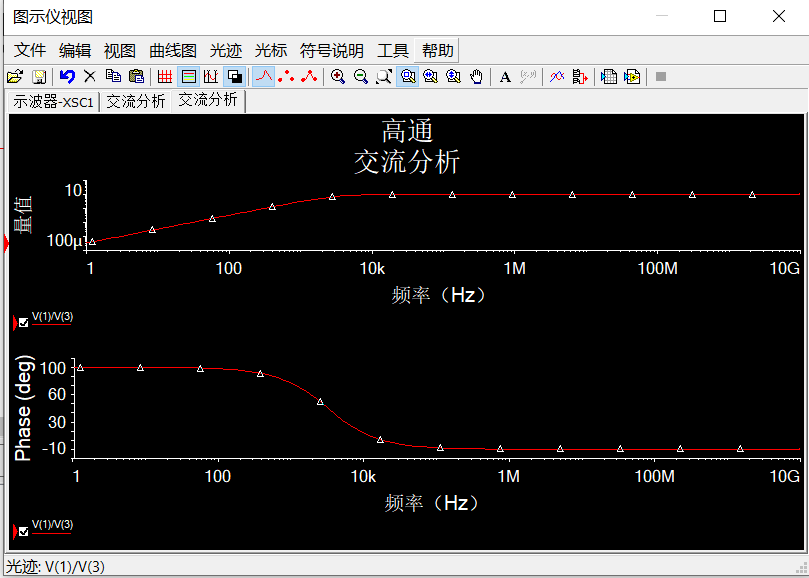 图示仪视图
文件 编辑 视图 曲线图 光迹 光标 符号说明 工具 帮助
示波器-XSC1 交流分析 交流分析
高通
交流分析
量值
10
100μ
1 100 10k 1M 100M 10G
频率（Hz）
V(1)/V(3)
Phase (deg)
100
60
30
-10
1 100 10k 1M 100M 10G
频率（Hz）
V(1)/V(3)
光迹: V(1)/V(3)